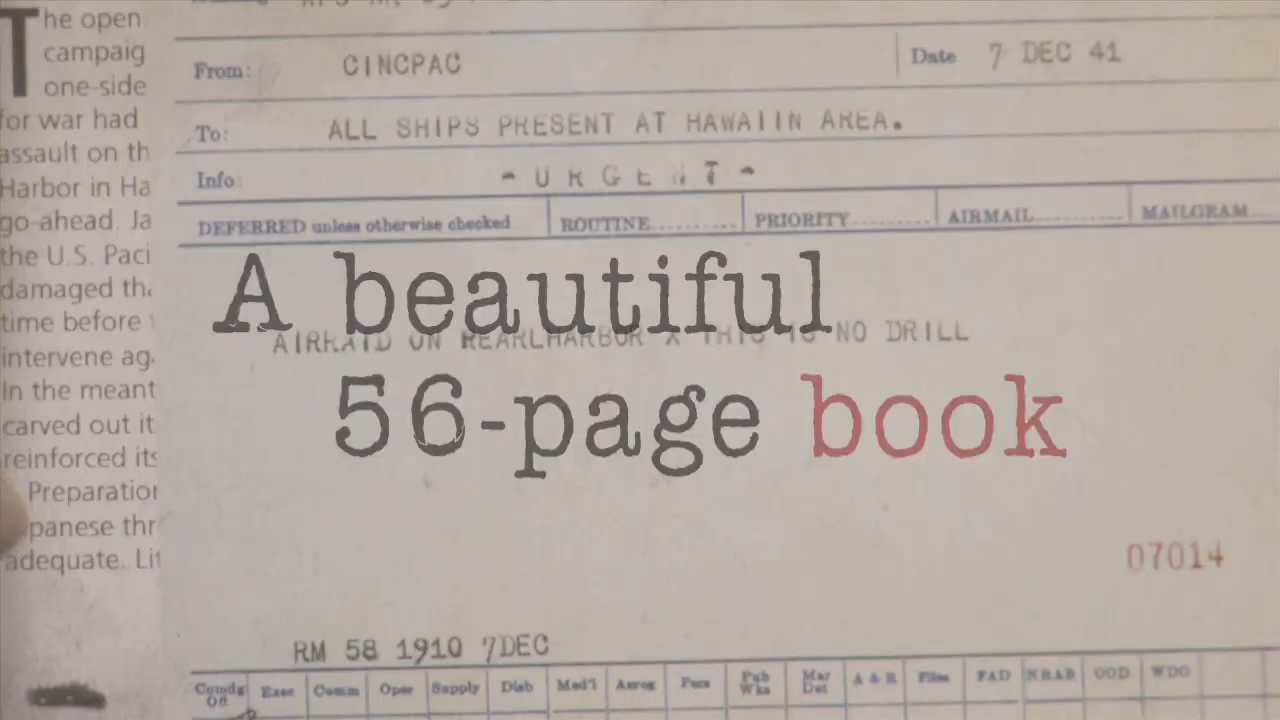 The open
campaig
one-side
for war had
assault on th
Harbor in Ha
go-ahead. Ja
the U.S. Paci
damaged tha
time before
intervene ag
In the meant
carved out it
reinforced its
Preparation
panese thr
adequate. Lit
From: CINCPAC Date 7 DEC 41
To: ALL SHIPS PRESENT AT HAWAIIN AREA.
Info: - U R G E N T -
DEFERRED unless otherwise checked ROUTINE PRIORITY AIRMAIL MAILGRAM
A beautiful
AIRRAID ON PEARLHARBOR X THIS IS NO DRILL
56-page book
07014
RM 58 1910 7DEC
Comdg Off Exec Comm Oper Supply Disb Med'l Aerog Pers Pub Wks Mar Det A & R Files FAD NRAB OOD WDO